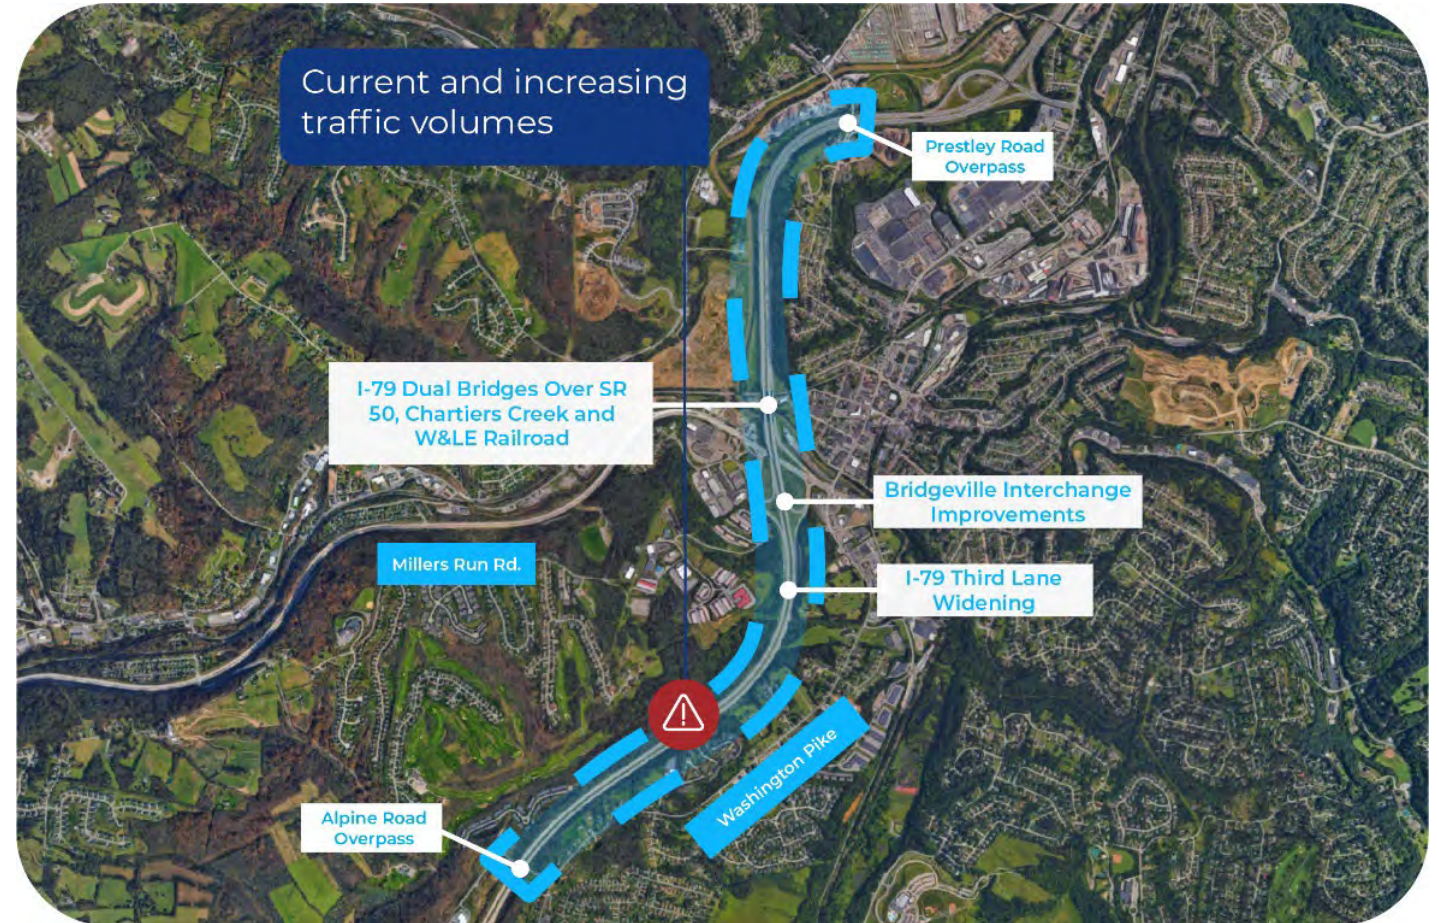 Current and increasing
traffic volumes
Prestley Road
Overpass
I-79 Dual Bridges Over SR
50, Chartiers Creek and
W&LE Railroad
Bridgeville Interchange
Improvements
Millers Run Rd.
I-79 Third Lane
Widening
Washington Pike
Alpine Road
Overpass